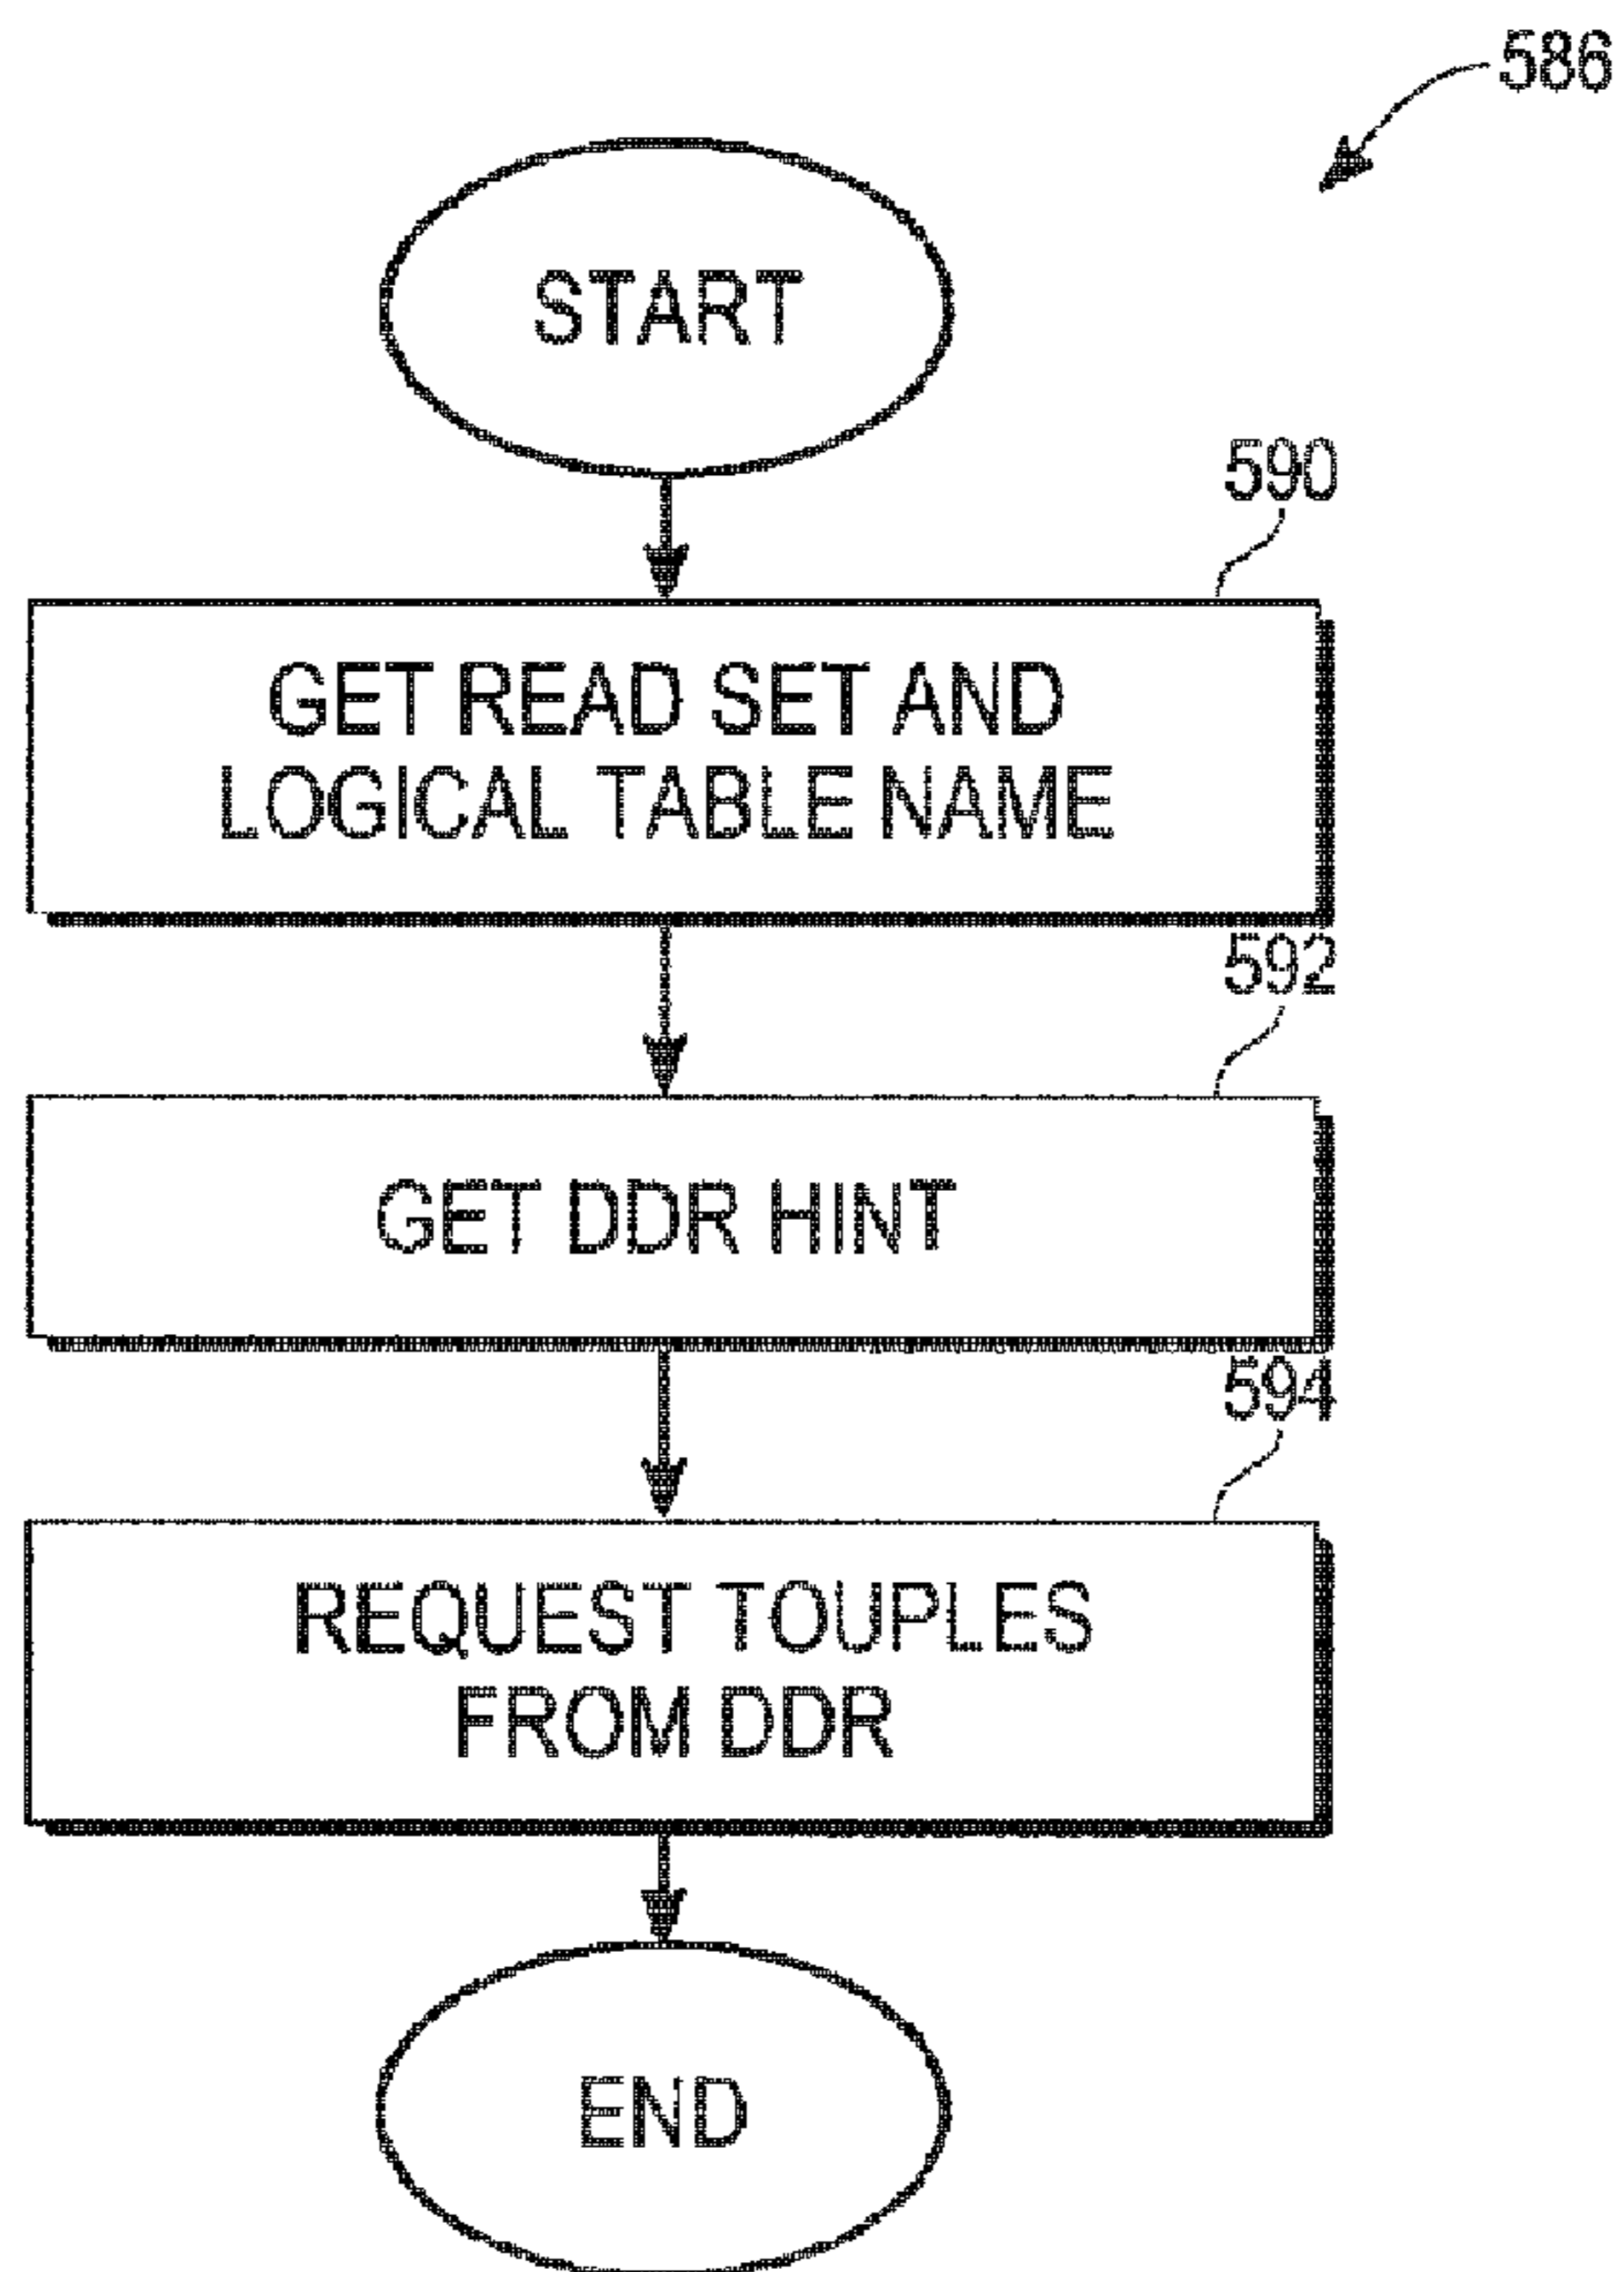 586
START
590
GET READ SET AND
LOGICAL TABLE NAME
592
GET DDR HINT
594
REQUEST TOUPLES
FROM DDR
END